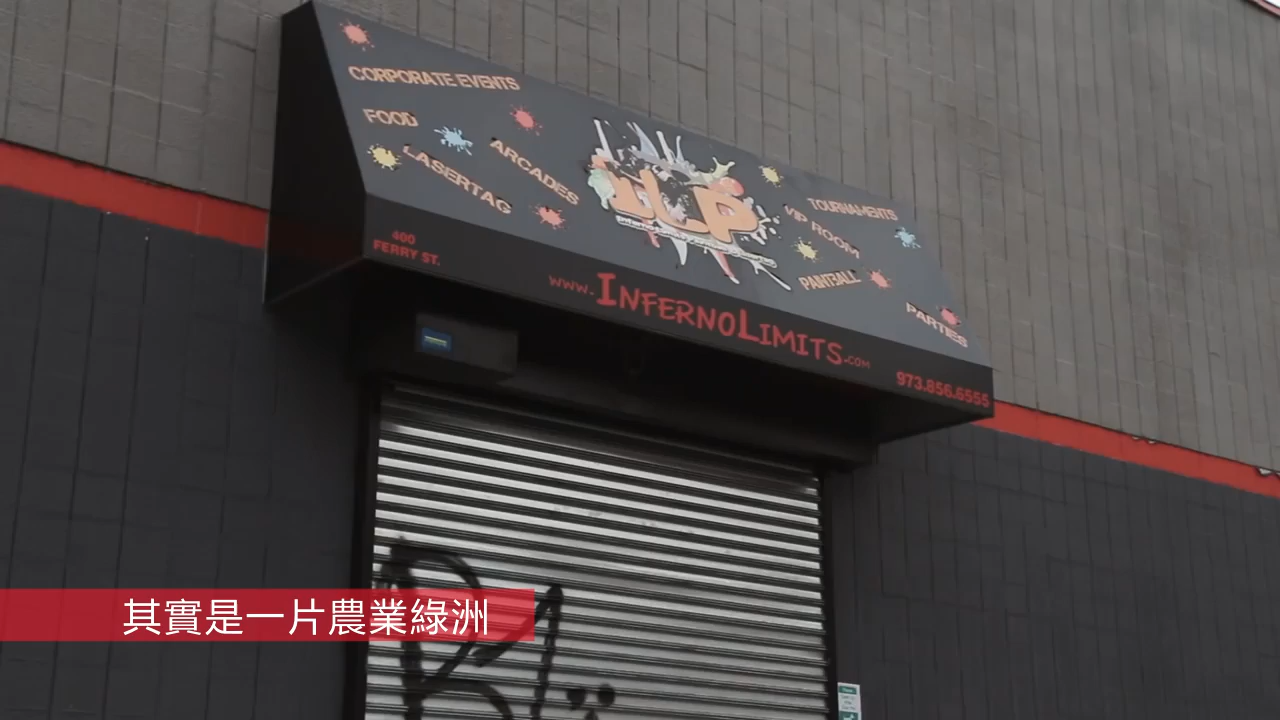 CORPORATE EVENTS
FOOD
LASERTAG
ARCADES
ILP
TOURNAMENTS
VIP ROOM
PAINTBALL
PARTIES
400
FERRY ST.
www.INFERNOLIMITS.COM
973.856.6555
其實是一片農業綠洲